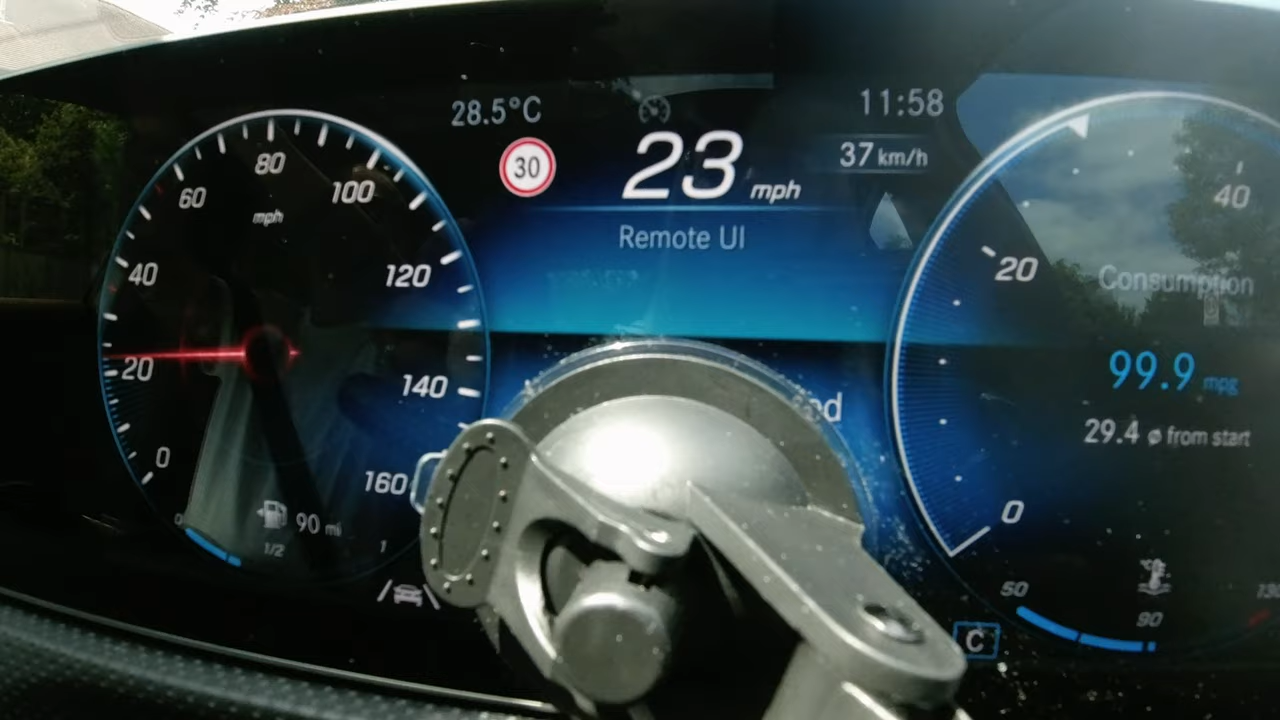 28.5°C
11:58
30
23 mph
37 km/h
Remote UI
80
60
100
mph
40
120
20
140
0
160
90 mi
1/2
1
40
20
Consumption
99.9 mpg
29.4 ø from start
0
50
90
130
C